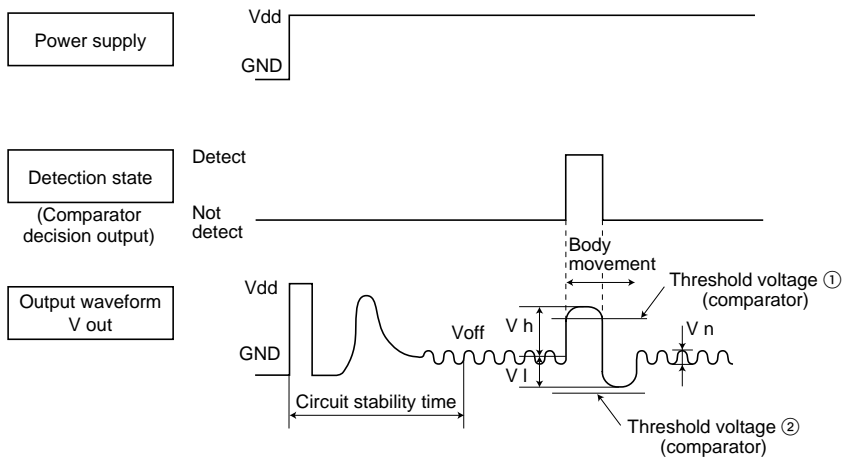 Power supply
Vdd
GND
Detection state
(Comparator
decision output)
Detect
Not
detect
Body
movement
Output waveform
V out
Vdd
GND
Voff
V h
V l
Threshold voltage ①
(comparator)
V n
Circuit stability time
Threshold voltage ②
(comparator)